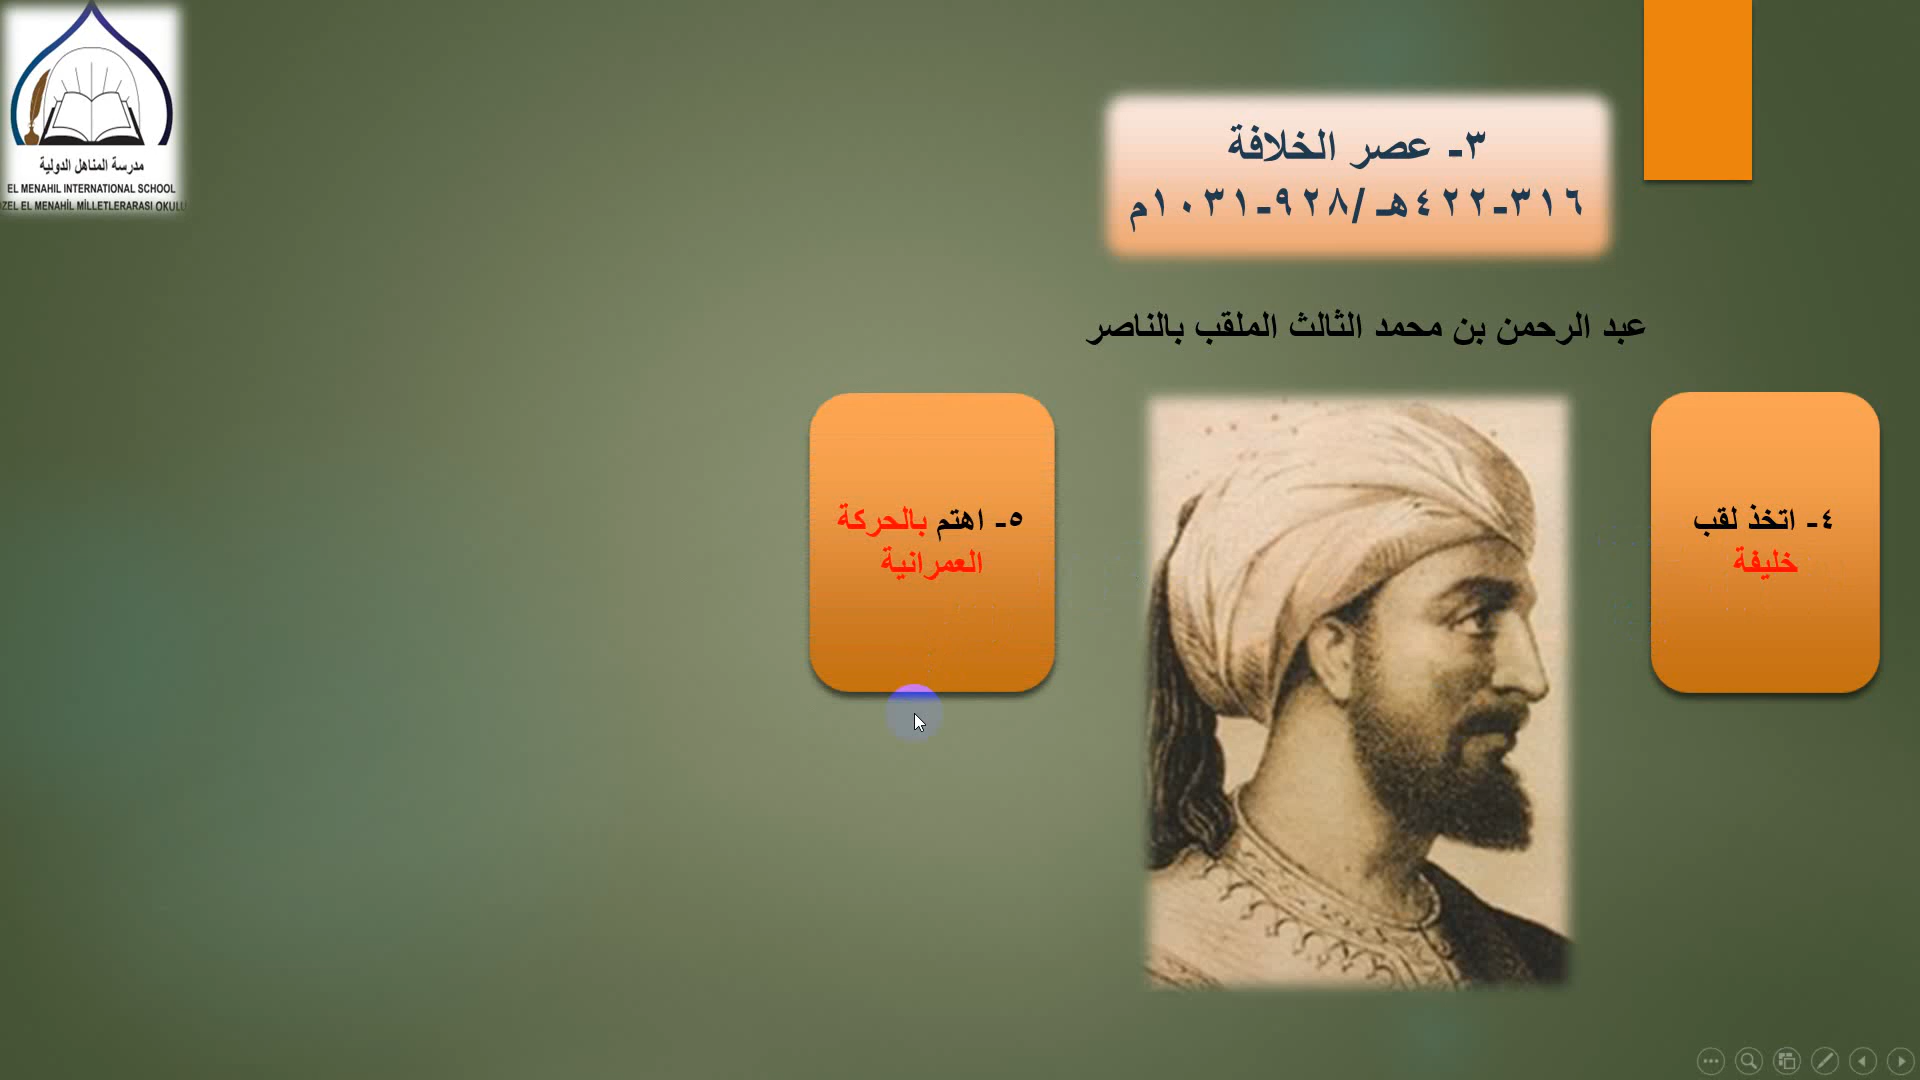 مدرسة المناهل الدولية
EL MENAHIL INTERNATIONAL SCHOOL
ZEL EL MENAHİL MİLLETLERARASI OKULU
٣- عصر الخلافة
٣١٦-٤٢٢هـ /٩٢٨-١٠٣١م
عبد الرحمن بن محمد الثالث الملقب بالناصر
٤- اتخذ لقب
خليفة
٥- اهتم بالحركة
العمرانية